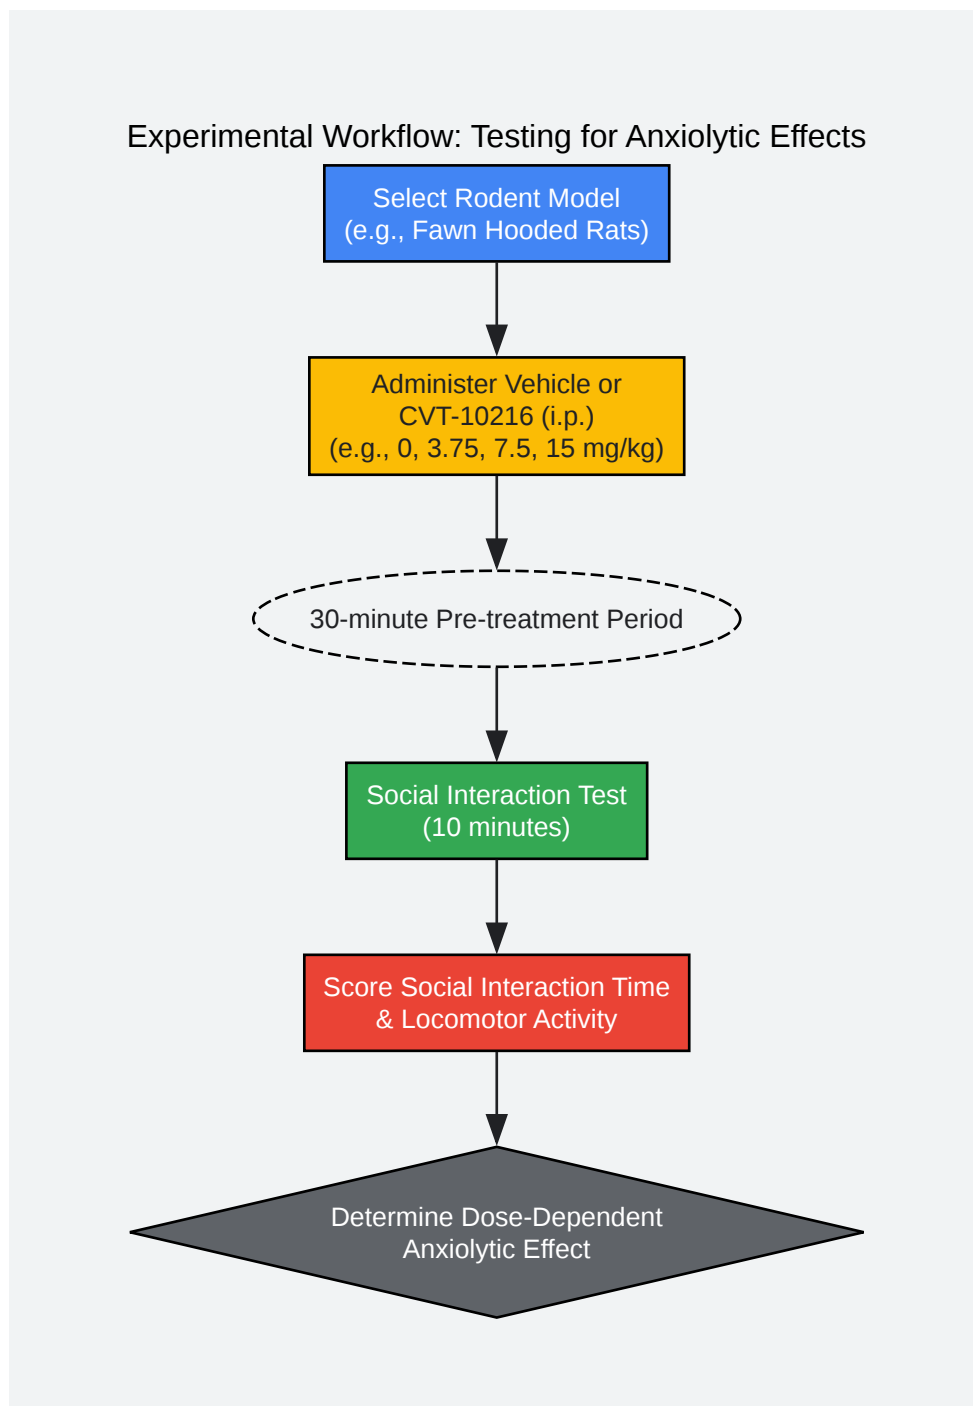 Experimental Workflow: Testing for Anxiolytic Effects
Select Rodent Model
(e.g., Fawn Hooded Rats)
Administer Vehicle or
CVT-10216 (i.p.)
(e.g., 0, 3.75, 7.5, 15 mg/kg)
30-minute Pre-treatment Period
Social Interaction Test
(10 minutes)
Score Social Interaction Time
& Locomotor Activity
Determine Dose-Dependent
Anxiolytic Effect